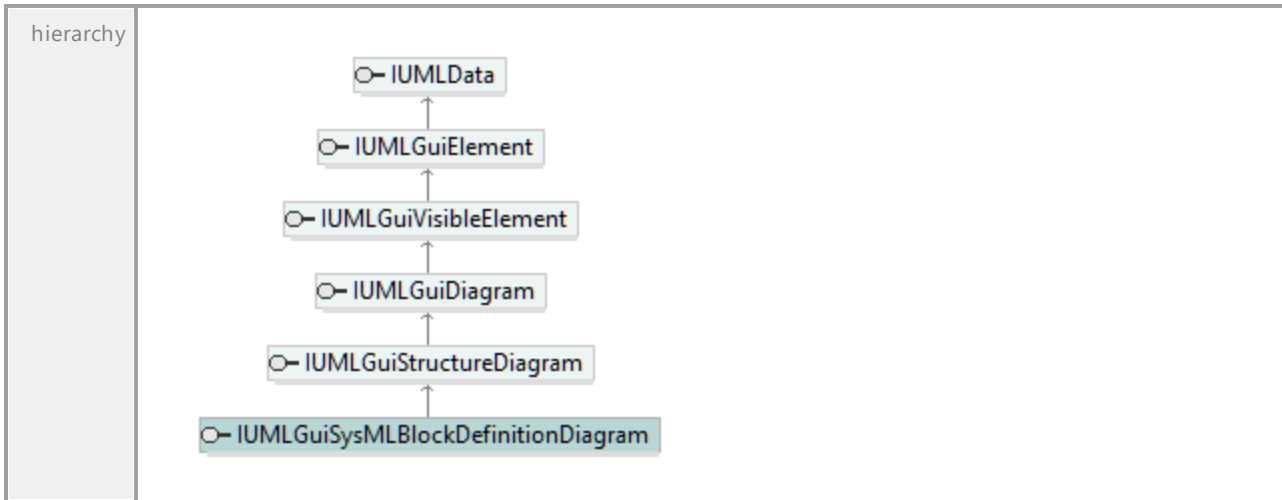 hierarchy
IUMLData
IUMLGuiElement
IUMLGuiVisibleElement
IUMLGuiDiagram
IUMLGuiStructureDiagram
IUMLGuiSysMLBlockDefinitionDiagram